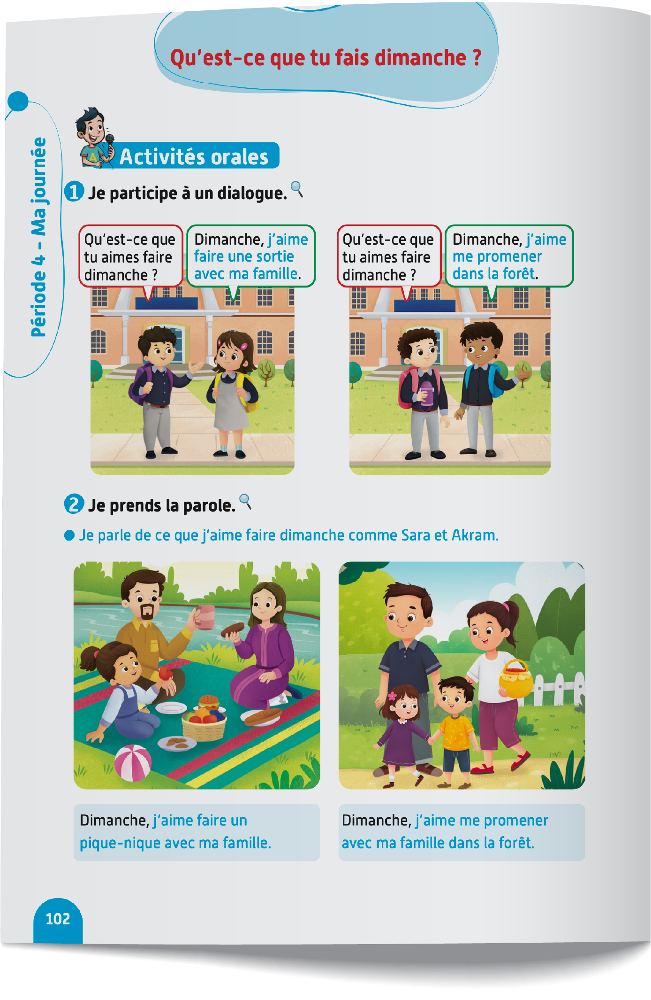 Qu’est-ce que tu fais dimanche ?
Période 4 - Ma journée
A
Activités orales
1 Je participe à un dialogue.
Qu’est-ce que
tu aimes faire
dimanche ?
Dimanche, j’aime
faire une sortie
avec ma famille.
Qu’est-ce que
tu aimes faire
dimanche ?
Dimanche, j’aime
me promener
dans la forêt.
2 Je prends la parole.
● Je parle de ce que j’aime faire dimanche comme Sara et Akram.
Dimanche, j’aime faire un
pique-nique avec ma famille.
Dimanche, j’aime me promener
avec ma famille dans la forêt.
102